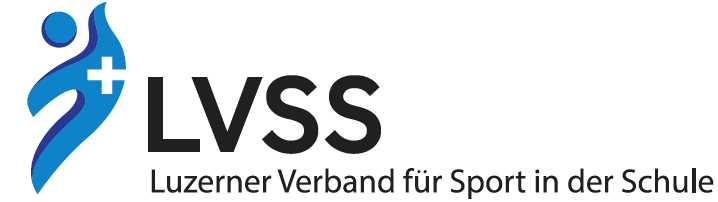 LVSS
Luzerner Verband für Sport in der Schule